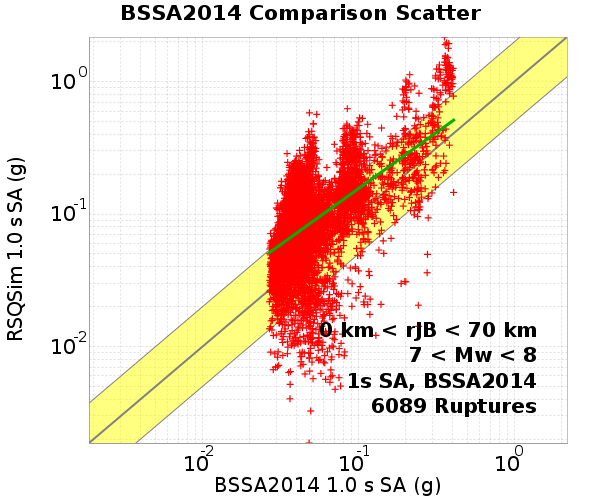 BSSA2014 Comparison Scatter
RSQSim 1.0 s SA (g)
10^0
10^-1
10^-2
0 km < rJB < 70 km
7 < Mw < 8
1s SA, BSSA2014
6089 Ruptures
10^-2 10^-1 10^0
BSSA2014 1.0 s SA (g)